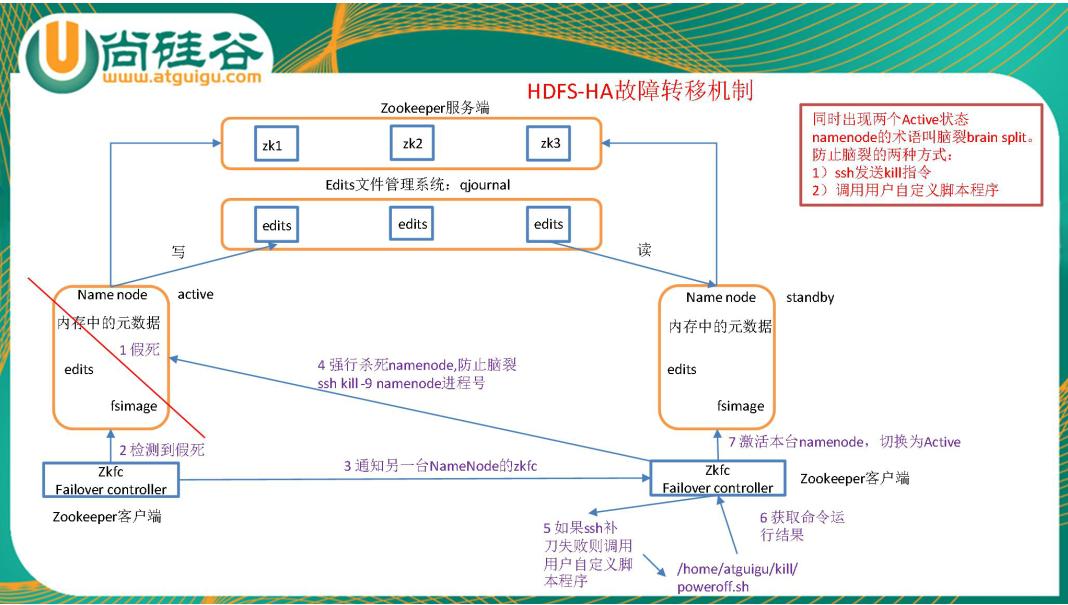 尚硅谷
www.atguigu.com
HDFS-HA故障转移机制
Zookeeper服务端
zk1
zk2
zk3
同时出现两个Active状态
namenode的术语叫脑裂brain split。
防止脑裂的两种方式：
1）ssh发送kill指令
2）调用用户自定义脚本程序
Edits文件管理系统：qjournal
edits
edits
edits
写
读
Name node
active
内存中的元数据
1 假死
edits
fsimage
Name node
standby
内存中的元数据
edits
fsimage
4 强行杀死namenode,防止脑裂
ssh kill -9 namenode进程号
2 检测到假死
7 激活本台namenode，切换为Active
Zkfc
Failover controller
Zookeeper客户端
3 通知另一台NameNode的zkfc
Zkfc
Failover controller
Zookeeper客户端
5 如果ssh补
刀失败则调用
用户自定义脚
本程序
6 获取命令运
行结果
/home/atguigu/kill/
poweroff.sh